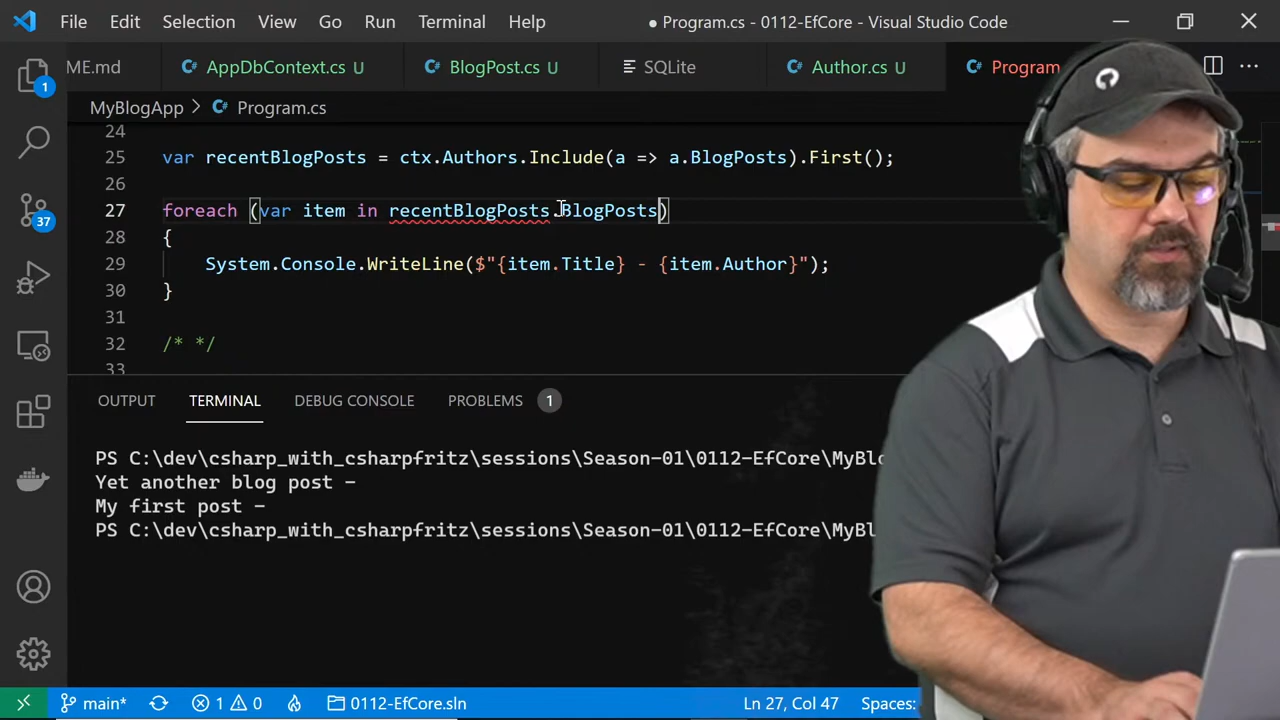 File Edit Selection View Go Run Terminal Help ● Program.cs - 0112-EfCore - Visual Studio Code
ME.md C# AppDbContext.cs U C# BlogPost.cs U SQLite C# Author.cs U C# Program
MyBlogApp > C# Program.cs
24
25 var recentBlogPosts = ctx.Authors.Include(a => a.BlogPosts).First();
26
27 foreach (var item in recentBlogPosts.BlogPosts)
28 {
29 System.Console.WriteLine($"{item.Title} - {item.Author}");
30 }
31
32 /* */
33
OUTPUT TERMINAL DEBUG CONSOLE PROBLEMS 1
PS C:\dev\csharp_with_csharpfritz\sessions\Season-01\0112-EfCore\MyBlo
Yet another blog post -
My first post -
PS C:\dev\csharp_with_csharpfritz\sessions\Season-01\0112-EfCore\MyBl
1
37
main* 1 0 0112-EfCore.sln Ln 27, Col 47 Spaces: